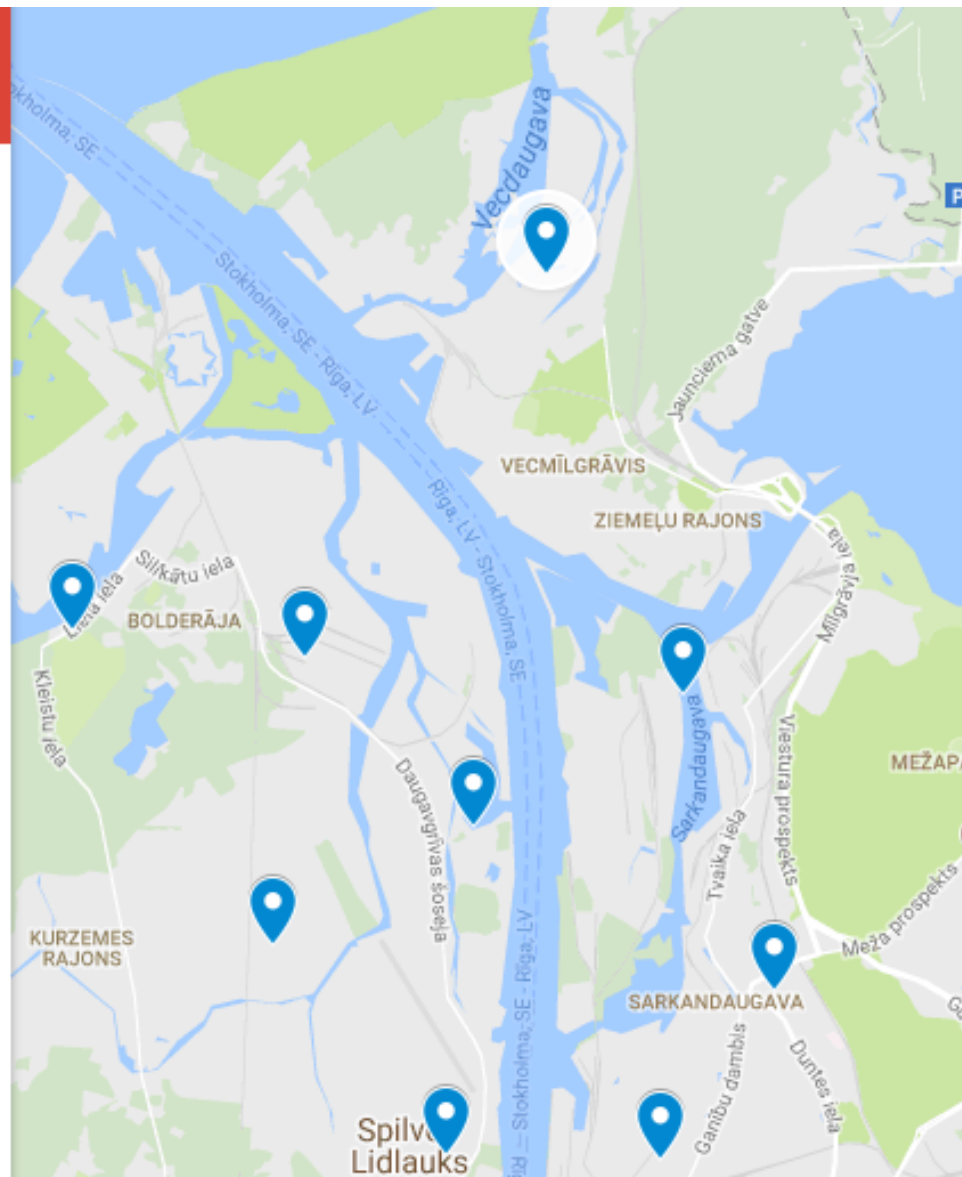 Stokholma, SE
Vecdaugava
P
Stokholma, SE - Rīga, LV
Jaunciema gatve
VECMĪLGRĀVIS
Rīga, LV - Stokholma, SE
ZIEMEĻU RAJONS
Silikātu iela
Lielā iela
Mīlgrāvja iela
BOLDERĀJA
Kleistu iela
Sarkandaugava
Viestura prospekts
MEŽAPA
Daugavgrīvas šoseja
Tvaika iela
Meža prospekts
KURZEMES
RAJONS
Stokholma, SE - Rīga, LV
SARKANDAUGAVA
Ganību dambis
Duntes iela
Spilve
Lidlauks